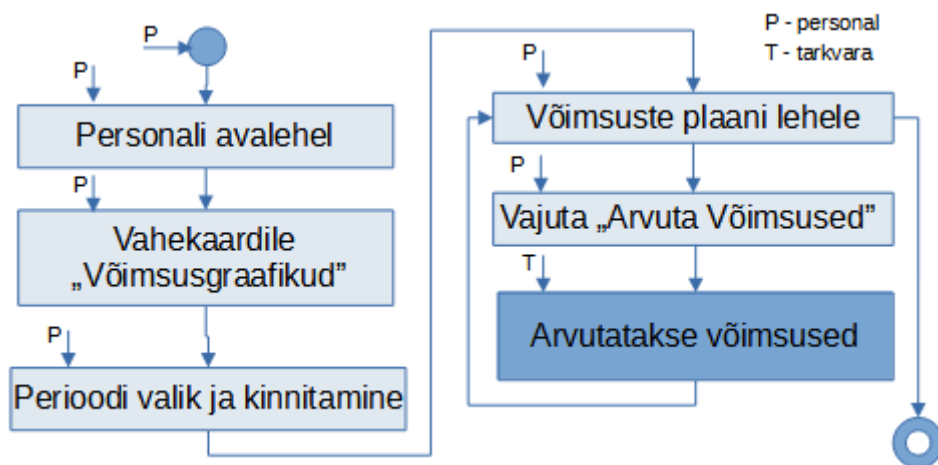 P
P
Personali avalehel
P
Vahekaardile
„Võimsusgraafikud”
P
Perioodi valik ja kinnitamine
P - personal
T - tarkvara
P
Võimsuste plaani lehele
P
Vajuta „Arvuta Võimsused”
T
Arvutatakse võimsused